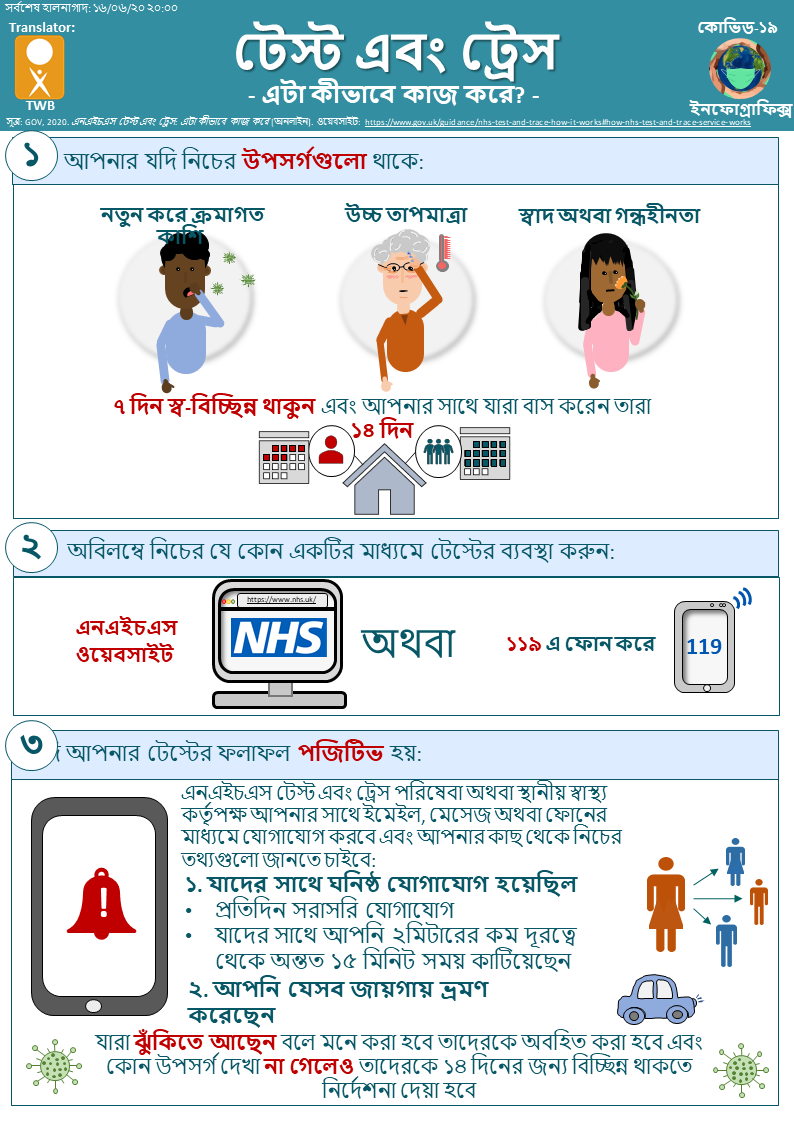 সর্বশেষ হালনাগাদ: ১৬/০৬/২০ ২০:০০
Translator:
TWB
টেস্ট এবং ট্রেস
- এটা কীভাবে কাজ করে? -
কোভিড-১৯
ইনফোগ্রাফিক্স
সূত্র: GOV, 2020. এনএইচএস টেস্ট এবং ট্রেস: এটা কীভাবে কাজ করে [অনলাইন]. ওয়েবসাইট: https://www.gov.uk/guidance/nhs-test-and-trace-how-it-works#how-nhs-test-and-trace-service-works
১ আপনার যদি নিচের উপসর্গগুলো থাকে:
নতুন করে ক্রমাগত
কাশি
উচ্চ তাপমাত্রা
স্বাদ অথবা গন্ধহীনতা
৭ দিন স্ব-বিচ্ছিন্ন থাকুন এবং আপনার সাথে যারা বাস করেন তারা
১৪ দিন
২ অবিলম্বে নিচের যে কোন একটির মাধ্যমে টেস্টের ব্যবস্থা করুন:
এনএইচএস
ওয়েবসাইট
https://www.nhs.uk/
NHS
অথবা
১১৯ এ ফোন করে
119
৩ আপনার টেস্টের ফলাফল পজিটিভ হয়:
এনএইচএস টেস্ট এবং ট্রেস পরিষেবা অথবা স্থানীয় স্বাস্থ্য
কর্তৃপক্ষ আপনার সাথে ইমেইল, মেসেজ অথবা ফোনের
মাধ্যমে যোগাযোগ করবে এবং আপনার কাছ থেকে নিচের
তথ্যগুলো জানতে চাইবে:
১. যাদের সাথে ঘনিষ্ঠ যোগাযোগ হয়েছিল
• প্রতিদিন সরাসরি যোগাযোগ
• যাদের সাথে আপনি ২মিটারের কম দূরত্বে
থেকে অন্তত ১৫ মিনিট সময় কাটিয়েছেন
২. আপনি যেসব জায়গায় ভ্রমণ
করেছেন
যারা ঝুঁকিতে আছেন বলে মনে করা হবে তাদেরকে অবহিত করা হবে এবং
কোন উপসর্গ দেখা না গেলেও তাদেরকে ১৪ দিনের জন্য বিচ্ছিন্ন থাকতে
নির্দেশনা দেয়া হবে